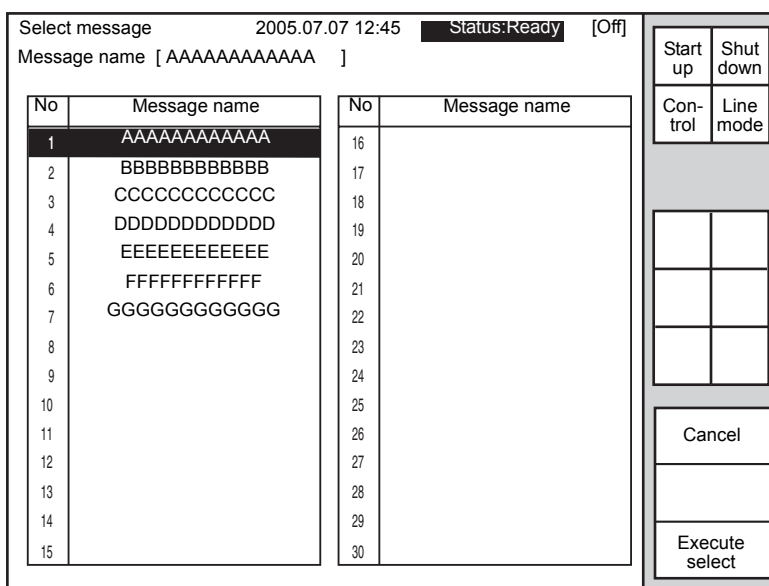 Select message 2005.07.07 12:45 Status:Ready [Off]
Message name [ AAAAAAAAAAAA ]
No Message name No Message name
1 AAAAAAAAAAAA 16
2 BBBBBBBBBBBB 17
3 CCCCCCCCCCCC 18
4 DDDDDDDDDDDD 19
5 EEEEEEEEEEEE 20
6 FFFFFFFFFFFF 21
7 GGGGGGGGGGGG 22
8 23
9 24
10 25
11 26
12 27
13 28
14 29
15 30
Start
up
Shut
down
Con-
trol
Line
mode
Cancel
Execute
select